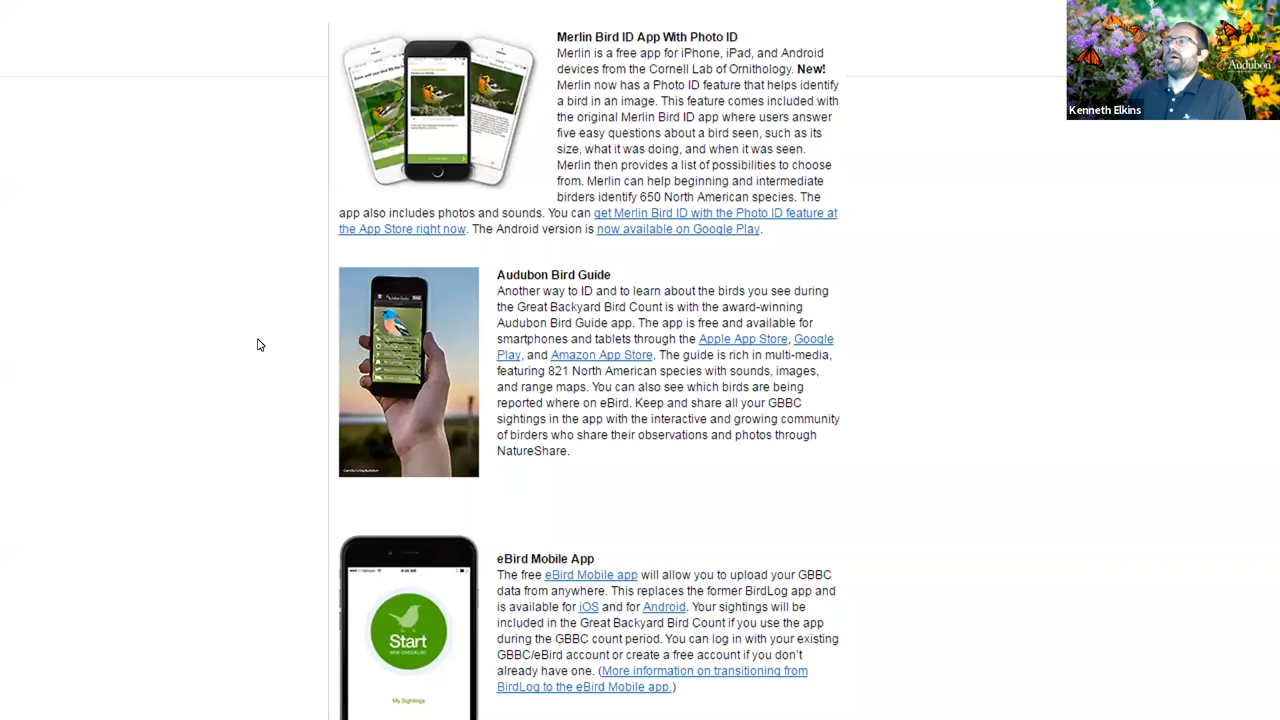 Merlin Bird ID App With Photo ID
Merlin is a free app for iPhone, iPad, and Android
devices from the Cornell Lab of Ornithology. New!
Merlin now has a Photo ID feature that helps identify
a bird in an image. This feature comes included with
the original Merlin Bird ID app where users answer
five easy questions about a bird seen, such as its
size, what it was doing, and when it was seen.
Merlin then provides a list of possibilities to choose
from. Merlin can help beginning and intermediate
birders identify 650 North American species. The
app also includes photos and sounds. You can get Merlin Bird ID with the Photo ID feature at
the App Store right now. The Android version is now available on Google Play.
Audubon
Kenneth Elkins
Audubon Bird Guide
Another way to ID and to learn about the birds you see during
the Great Backyard Bird Count is with the award-winning
Audubon Bird Guide app. The app is free and available for
smartphones and tablets through the Apple App Store, Google
Play, and Amazon App Store. The guide is rich in multi-media,
featuring 821 North American species with sounds, images,
and range maps. You can also see which birds are being
reported where on eBird. Keep and share all your GBBC
sightings in the app with the interactive and growing community
of birders who share their observations and photos through
NatureShare.
eBird Mobile App
The free eBird Mobile app will allow you to upload your GBBC
data from anywhere. This replaces the former BirdLog app and
is available for iOS and for Android. Your sightings will be
included in the Great Backyard Bird Count if you use the app
during the GBBC count period. You can log in with your existing
GBBC/eBird account or create a free account if you don't
already have one. (More information on transitioning from
BirdLog to the eBird Mobile app.)
Start
NEW CHECKLIST
My Sightings